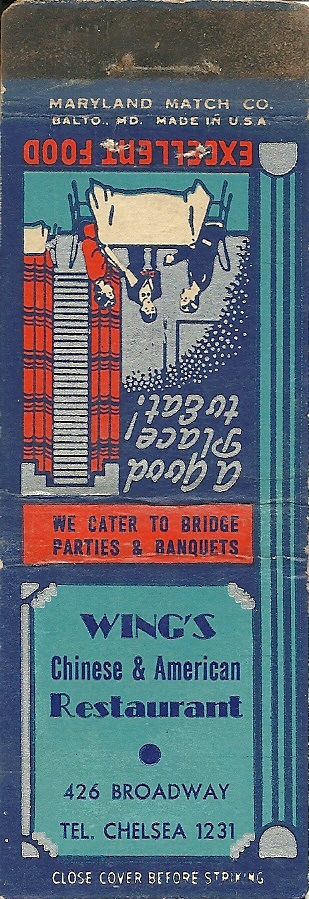 MARYLAND MATCH CO.
BALTO., MD. MADE IN U.S.A
EXCELLENT FOOD
a Good
Place!
to Eat!
WE CATER TO BRIDGE
PARTIES & BANQUETS
WING'S
Chinese & American
Restaurant
426 BROADWAY
TEL. CHELSEA 1231
CLOSE COVER BEFORE STRIKING